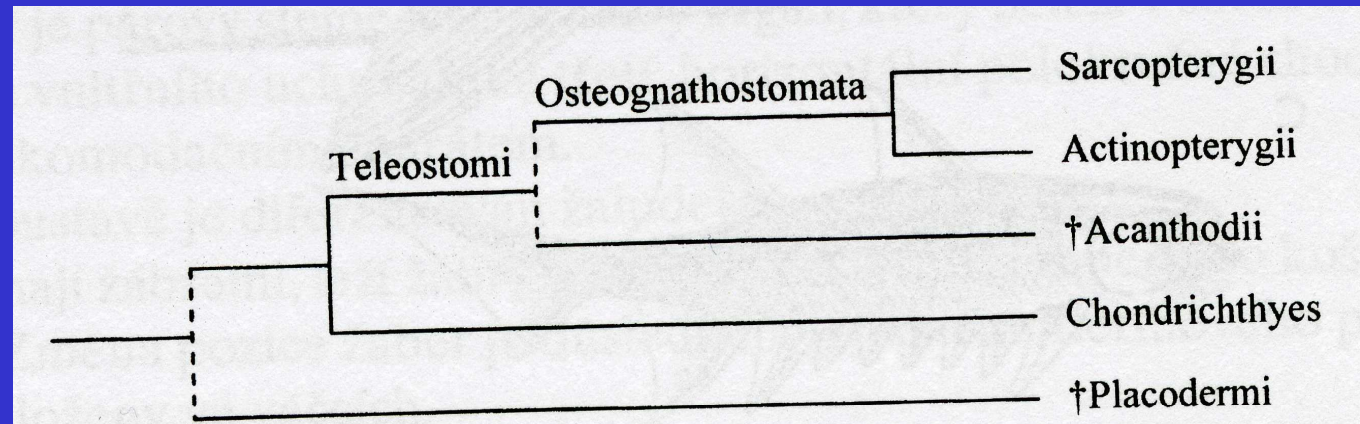 Sarcopterygii
Osteognathostomata
Actinopterygii
Teleostomi
†Acanthodii
Chondrichthyes
†Placodermi